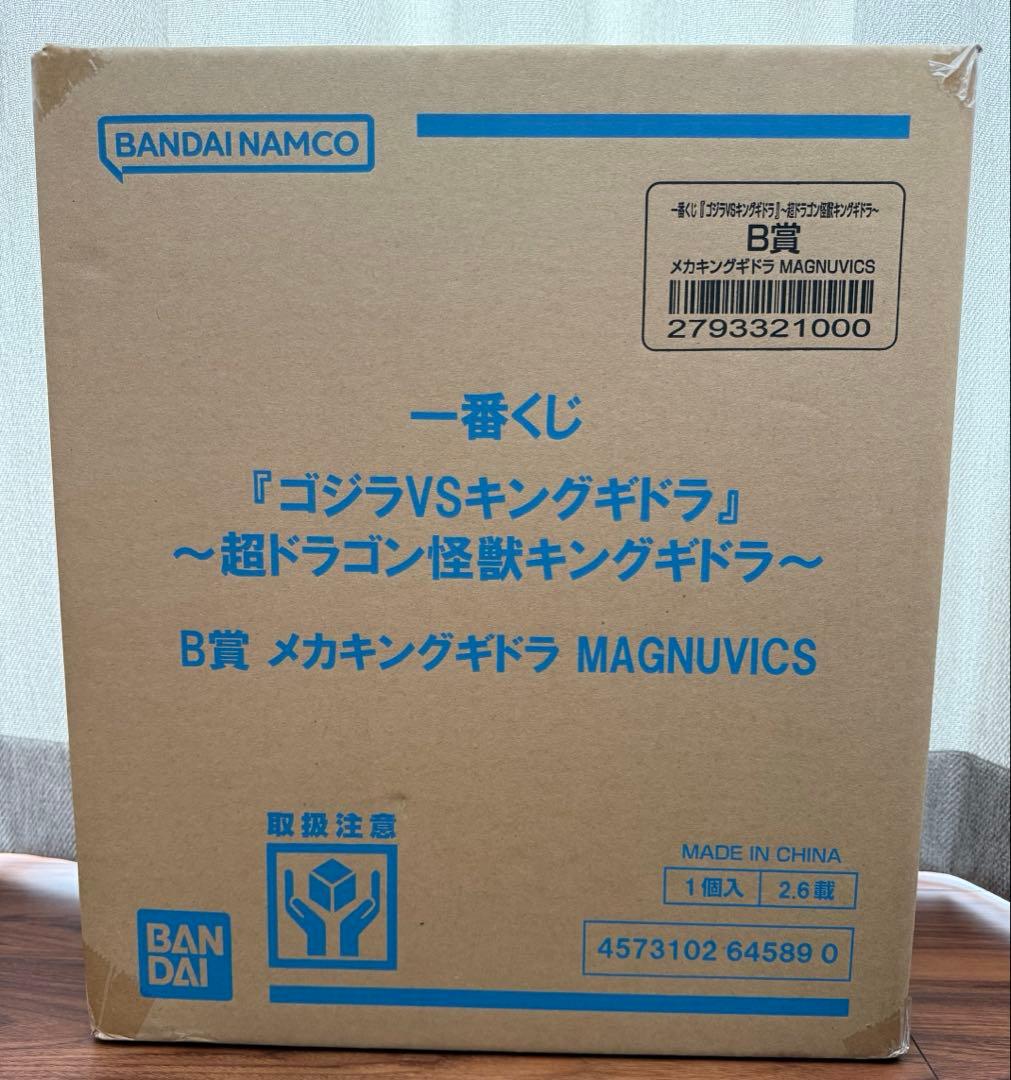 BANDAI NAMCO
一番くじ『ゴジラVSキングギドラ』～超ドラゴン怪獣キングギドラ～
B賞
メカキングギドラ MAGNUVICS
2793321000
一番くじ
『ゴジラVSキングギドラ』
～超ドラゴン怪獣キングギドラ～
B賞 メカキングギドラ MAGNUVICS
取扱注意
MADE IN CHINA
1個入 2.6載
4573102 64589 0
BAN
DAI